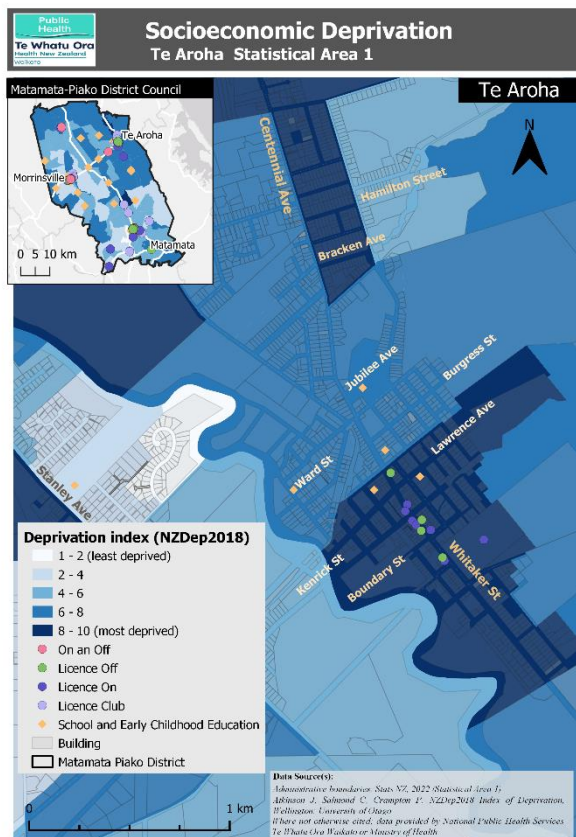 Public
Health
Te Whatu Ora
Health New Zealand
Waikato
Socioeconomic Deprivation
Te Aroha Statistical Area 1
Matamata-Piako District Council
Te Aroha
Te Aroha
Morrinsville
Matamata
0 5 10 km
N
Centennial Ave
Hamilton Street
Bracken Ave
Jubilee Ave
Burgess St
Lawrence Ave
Ward St
Stanley Ave
Kenrick St
Boundary St
Whitaker St
Deprivation index (NZDep2018)
1 - 2 (least deprived)
2 - 4
4 - 6
6 - 8
8 - 10 (most deprived)
On an Off
Licence Off
Licence On
Licence Club
School and Early Childhood Education
Building
Matamata Piako District
0 1 km
Data Source(s):
Administrative boundaries: Stats NZ, 2022 (Statistical Area 1)
Atkinson J, Salmond C, Crampton P. NZDep2018 Index of Deprivation,
Wellington: University of Otago
Where not otherwise cited, data provided by National Public Health Services
Te Whatu Ora Waikato or Ministry of Health